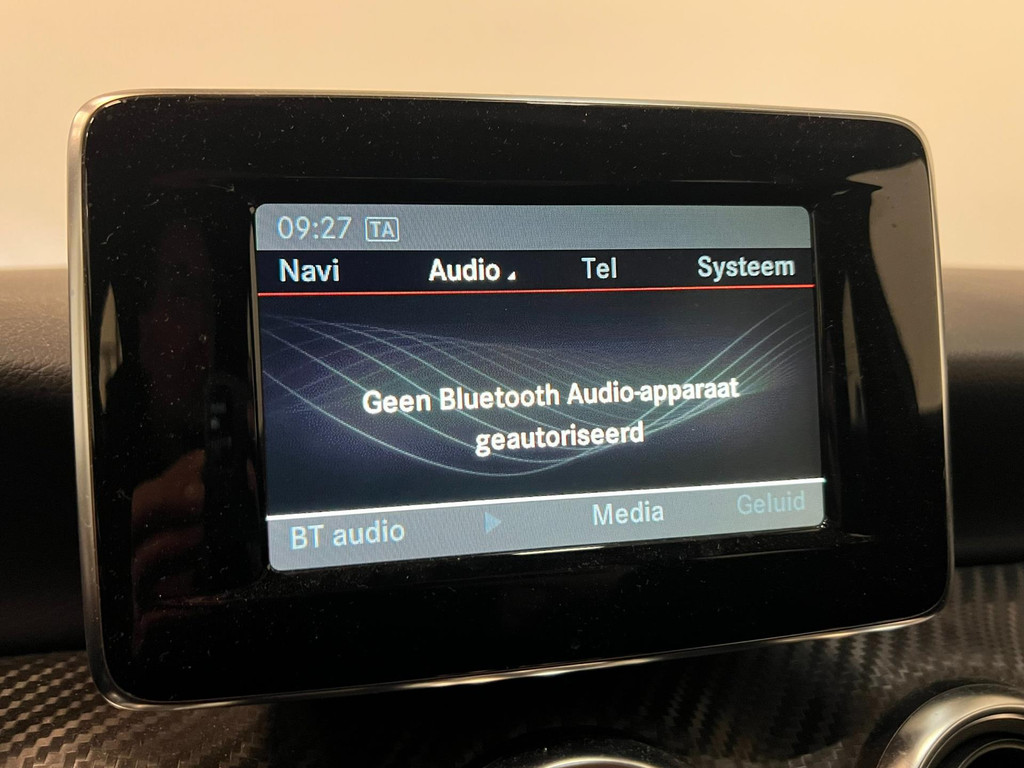 09:27 TA
Navi Audio Tel Systeem
Geen Bluetooth Audio-apparaat
geautoriseerd
BT audio Media Geluid